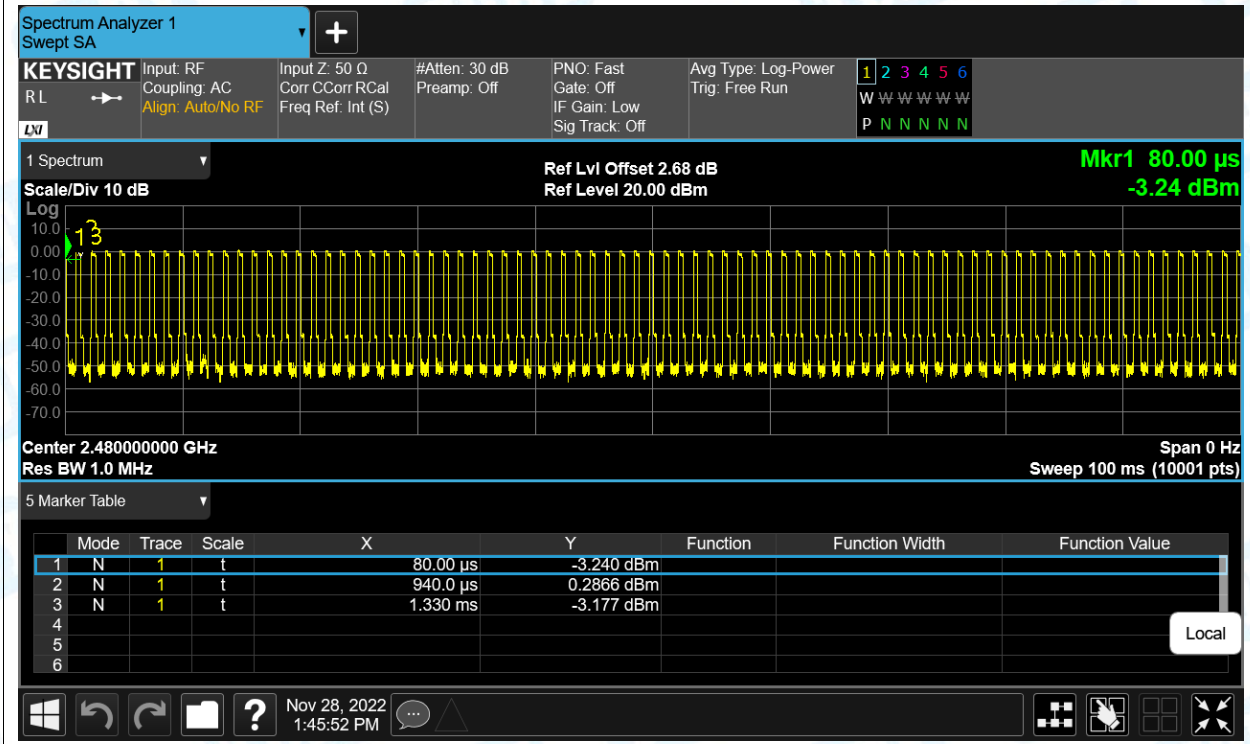 Spectrum Analyzer 1
Swept SA
KEYSIGHT
RL
LXI
Input: RF
Coupling: AC
Align: Auto/No RF
Input Z: 50 Ω
Corr CCorr RCal
Freq Ref: Int (S)
#Atten: 30 dB
Preamp: Off
PNO: Fast
Gate: Off
IF Gain: Low
Sig Track: Off
Avg Type: Log-Power
Trig: Free Run
1 2 3 4 5 6
W W W W W W
P N N N N N
1 Spectrum
Scale/Div 10 dB
Ref Lvl Offset 2.68 dB
Ref Level 20.00 dBm
Mkr1 80.00 µs
-3.24 dBm
Log
10.0
0.00
-10.0
-20.0
-30.0
-40.0
-50.0
-60.0
-70.0
1 3
Center 2.480000000 GHz
Res BW 1.0 MHz
Span 0 Hz
Sweep 100 ms (10001 pts)
5 Marker Table
Mode Trace Scale X Y Function Function Width Function Value
1 N 1 t 80.00 µs -3.240 dBm
2 N 1 t 940.0 µs 0.2866 dBm
3 N 1 t 1.330 ms -3.177 dBm
4
5
6
Local
?
Nov 28, 2022
1:45:52 PM